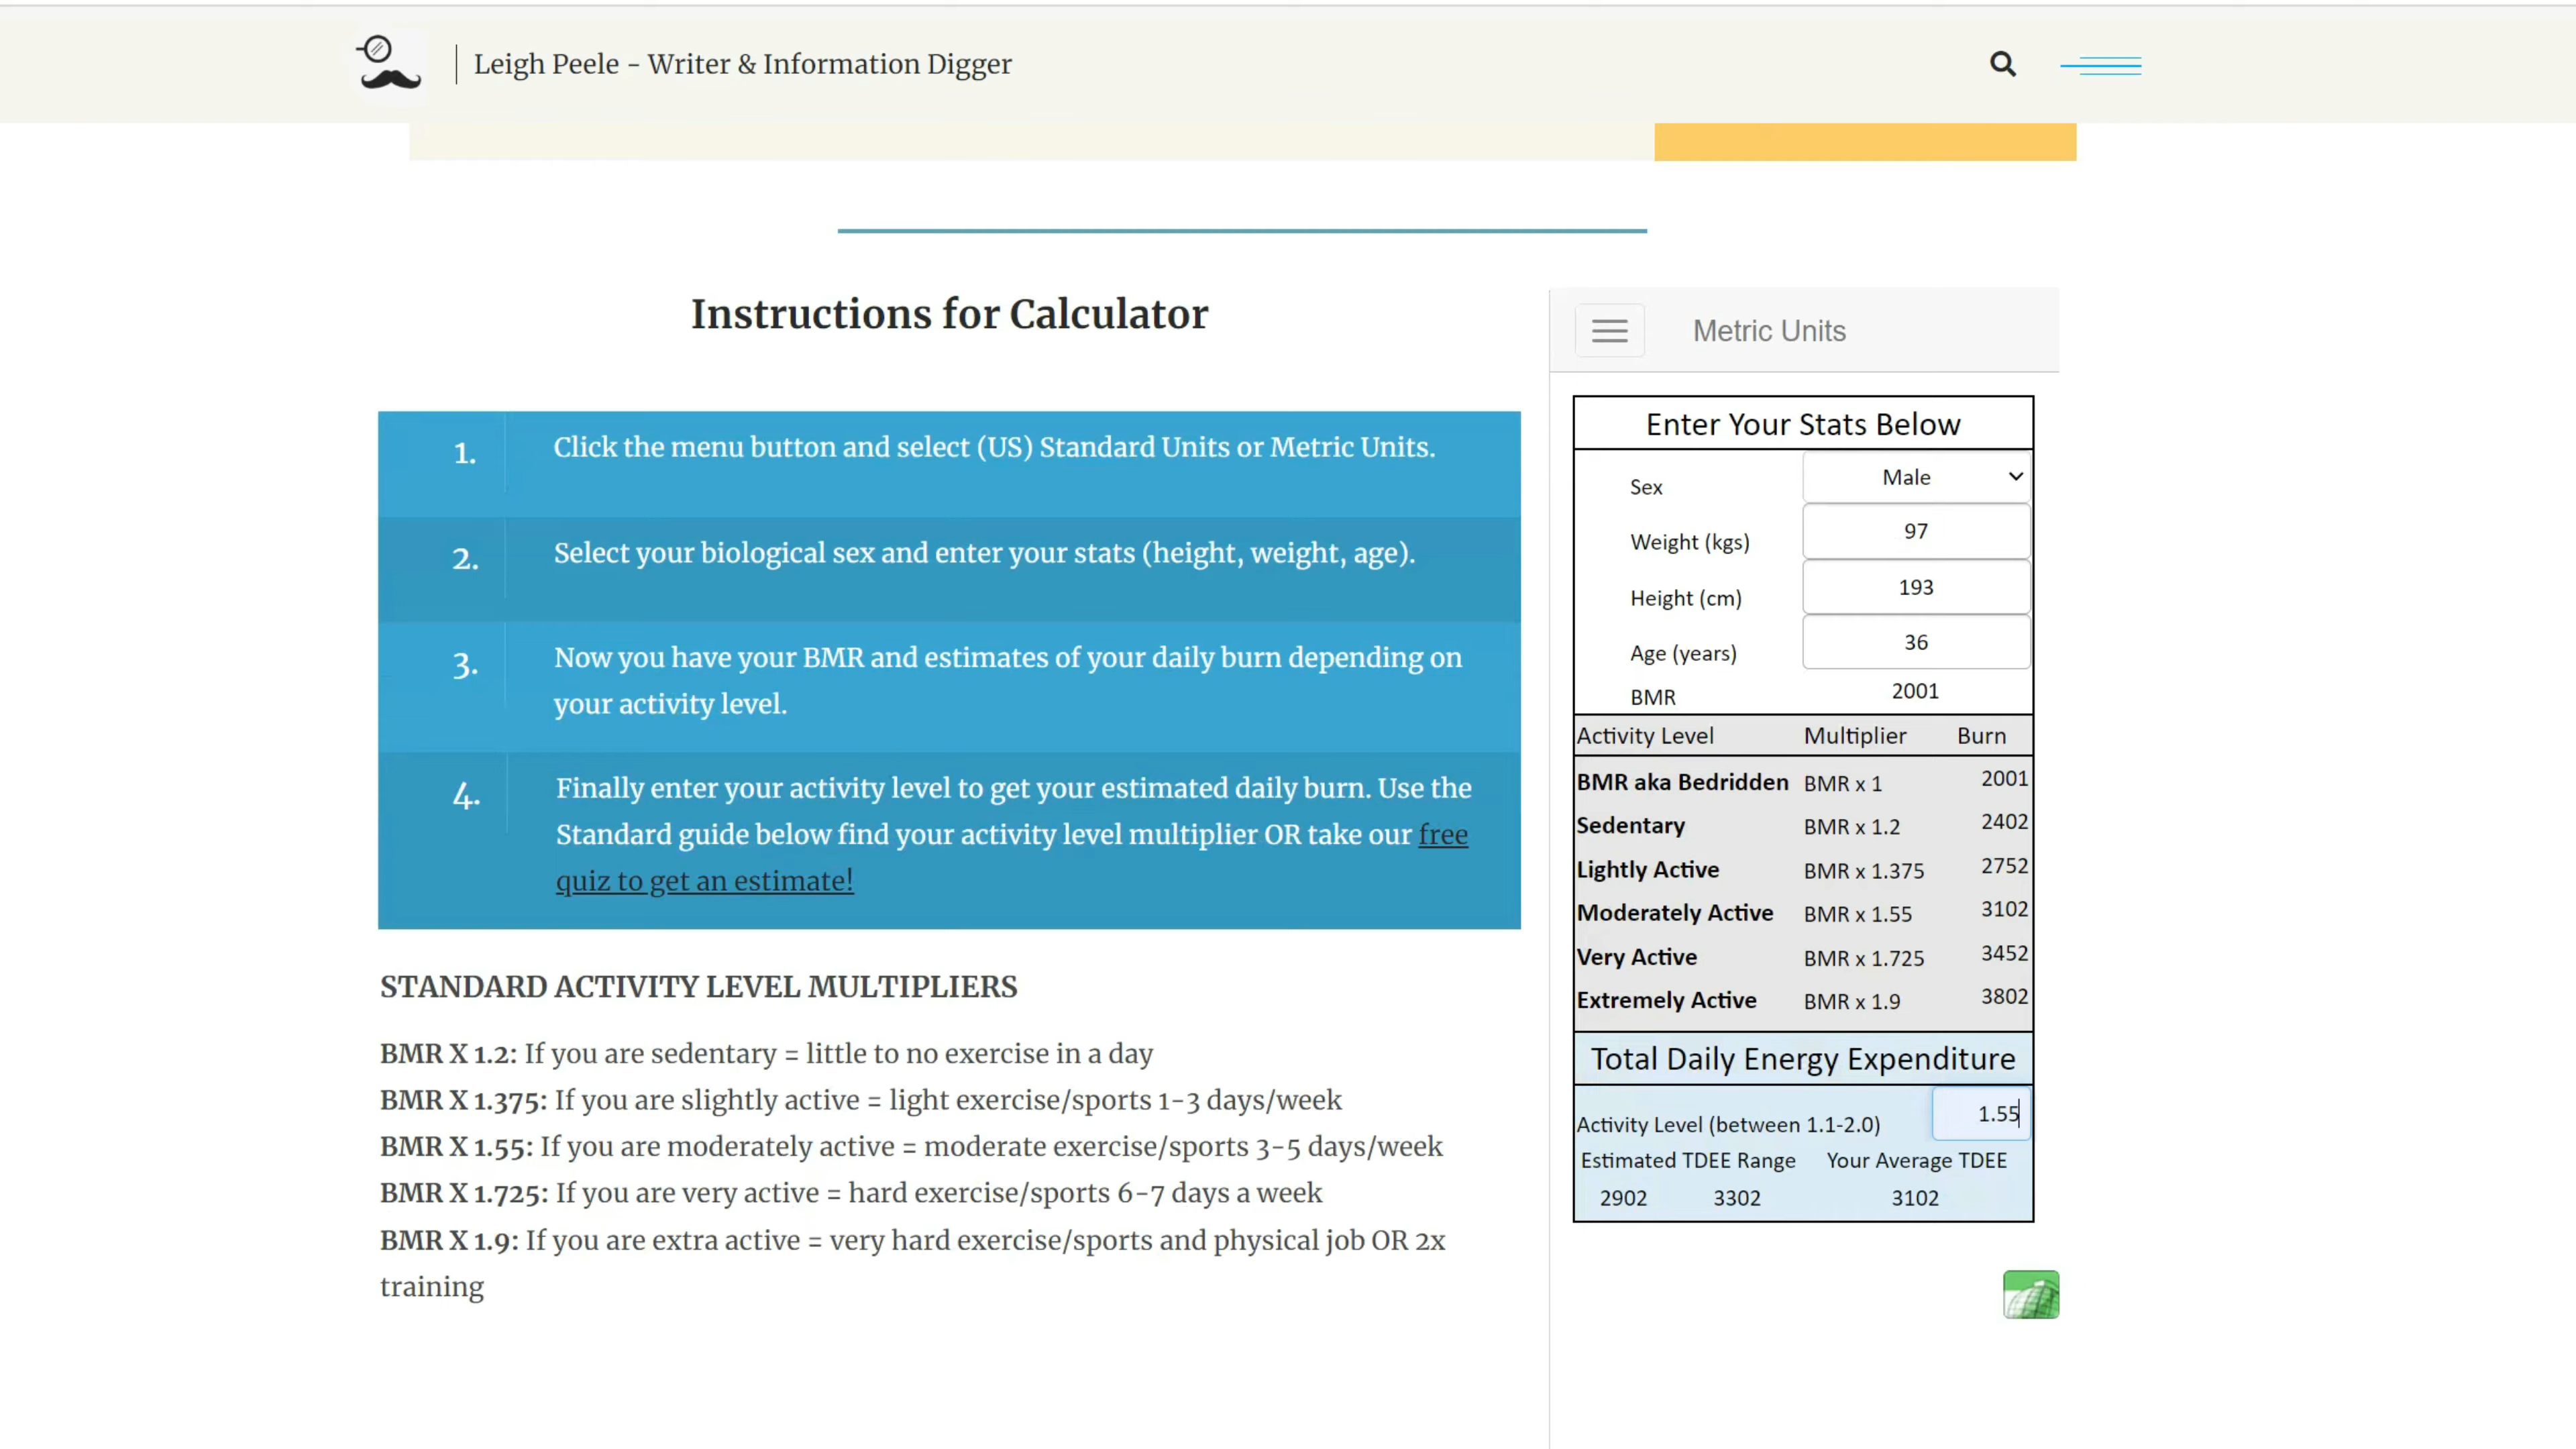 Leigh Peele - Writer & Information Digger
Instructions for Calculator
1. Click the menu button and select (US) Standard Units or Metric Units.
2. Select your biological sex and enter your stats (height, weight, age).
3. Now you have your BMR and estimates of your daily burn depending on
your activity level.
4. Finally enter your activity level to get your estimated daily burn. Use the
Standard guide below find your activity level multiplier OR take our free
quiz to get an estimate!
STANDARD ACTIVITY LEVEL MULTIPLIERS
BMR X 1.2: If you are sedentary = little to no exercise in a day
BMR X 1.375: If you are slightly active = light exercise/sports 1-3 days/week
BMR X 1.55: If you are moderately active = moderate exercise/sports 3-5 days/week
BMR X 1.725: If you are very active = hard exercise/sports 6-7 days a week
BMR X 1.9: If you are extra active = very hard exercise/sports and physical job OR 2x
training
Metric Units
Enter Your Stats Below
Sex Male
Weight (kgs) 97
Height (cm) 193
Age (years) 36
BMR 2001
Activity Level Multiplier Burn
BMR aka Bedridden BMR x 1 2001
Sedentary BMR x 1.2 2402
Lightly Active BMR x 1.375 2752
Moderately Active BMR x 1.55 3102
Very Active BMR x 1.725 3452
Extremely Active BMR x 1.9 3802
Total Daily Energy Expenditure
Activity Level (between 1.1-2.0) 1.55
Estimated TDEE Range Your Average TDEE
2902 3302 3102